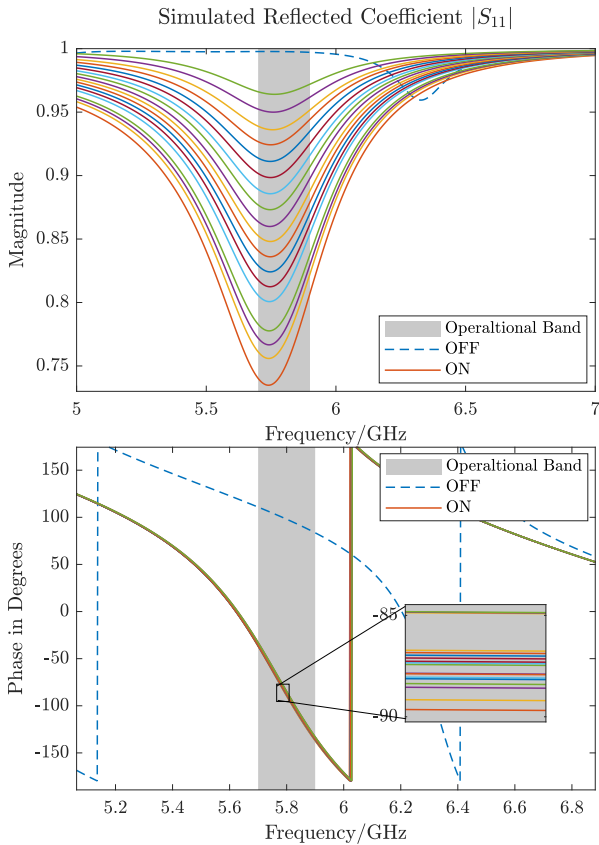 Simulated Reflected Coefficient |S₁₁|
1
0.95
0.9
0.85
0.8
0.75
Magnitude
Operaltional Band
OFF
ON
5
5.5
6
6.5
7
Frequency/GHz
150
100
50
0
-50
-100
-150
Phase in Degrees
Operaltional Band
OFF
ON
-85
-90
5.2
5.4
5.6
5.8
6
6.2
6.4
6.6
6.8
Frequency/GHz